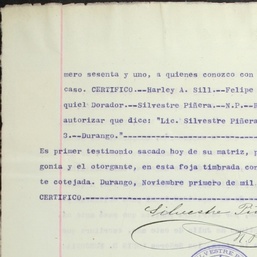 mero sesenta y uno, a quienes conozco con
caso. CERTIFICO.--Harley A. Sill.--Felipe
quiel Dorador.--Silvestre Piñera.--N.P.--
autorizar que dice: "Lic. Silvestre Piñera
3.--Durango."
Es primer testimonio sacado hoy de su matriz, p
gonia y el otorgante, en esta foja timbrada con
te cotejada. Durango, Noviembre primero de mil
CERTIFICO.
Silvestre